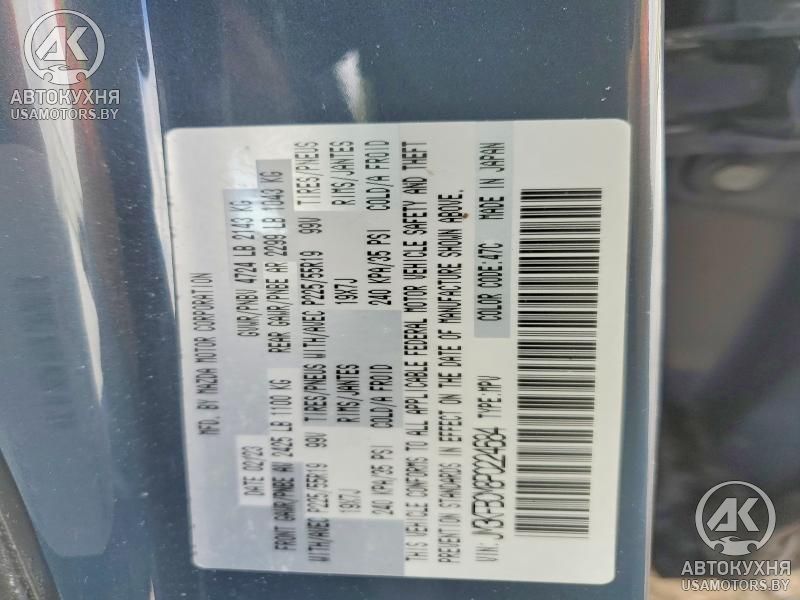 AK
АВТОКУХНЯ
USAMOTORS.BY
MFD. BY MAZDA MOTOR CORPORATION
DATE 02/23 GVWR/PNBV 4724 LB 2143 KG
FRONT GAWR/PNBE AV 2425 LB 1100 KG REAR GAWR/PNBE AR 2299 LB 1043 KG
WITH/AVEC P225/55R19 99V TIRES/PNEUS WITH/AVEC P225/55R19 99V TIRES/PNEUS
19X7J RIMS/JANTES 19X7J RIMS/JANTES
240 KPA/35 PSI COLD/A FROID 240 KPA/35 PSI COLD/A FROID
THIS VEHICLE CONFORMS TO ALL APPLICABLE FEDERAL MOTOR VEHICLE SAFETY AND THEFT
PREVENTION STANDARDS IN EFFECT ON THE DATE OF MANUFACTURE SHOWN ABOVE.
VIN: TYPE:MPV COLOR CODE:47C MADE IN JAPAN
AK
АВТОКУХНЯ
USAMOTORS.BY